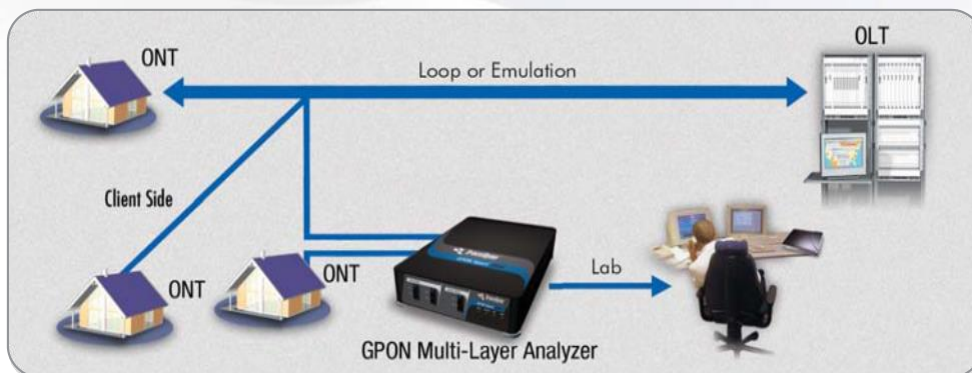 ONT
OLT
Loop or Emulation
Client Side
ONT
ONT
Lab
GPON Multi-Layer Analyzer